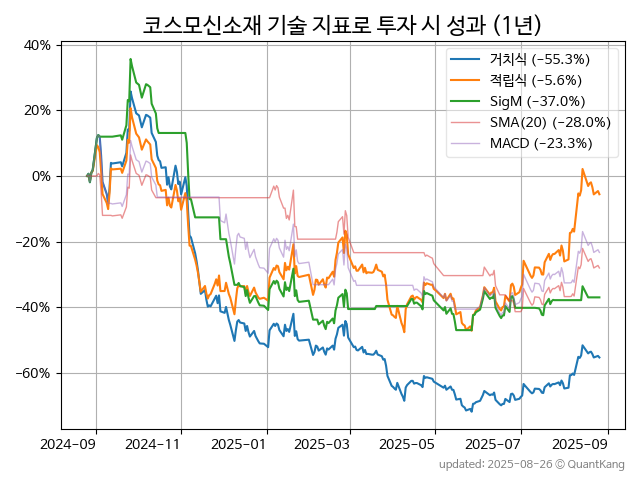 코스모신소재 기술 지표로 투자 시 성과 (1년)
40%
20%
0%
−20%
−40%
−60%
거치식 (−55.3%)
적립식 (−5.6%)
SigM (−37.0%)
SMA(20) (−28.0%)
MACD (−23.3%)
2024−09
2024−11
2025−01
2025−03
2025−05
2025−07
2025−09
updated: 2025−08−26 © QuantKang